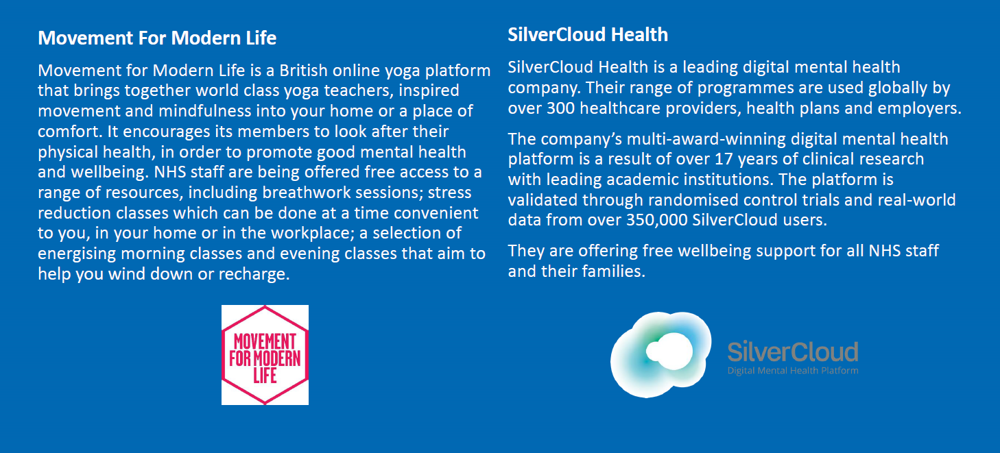 Movement For Modern Life
Movement for Modern Life is a British online yoga platform
that brings together world class yoga teachers, inspired
movement and mindfulness into your home or a place of
comfort. It encourages its members to look after their
physical health, in order to promote good mental health
and wellbeing. NHS staff are being offered free access to a
range of resources, including breathwork sessions; stress
reduction classes which can be done at a time convenient
to you, in your home or in the workplace; a selection of
energising morning classes and evening classes that aim to
help you wind down or recharge.
MOVEMENT
FOR MODERN
LIFE
SilverCloud Health
SilverCloud Health is a leading digital mental health
company. Their range of programmes are used globally by
over 300 healthcare providers, health plans and employers.
The company’s multi-award-winning digital mental health
platform is a result of over 17 years of clinical research
with leading academic institutions. The platform is
validated through randomised control trials and real-world
data from over 350,000 SilverCloud users.
They are offering free wellbeing support for all NHS staff
and their families.
SilverCloud
Digital Mental Health Platform